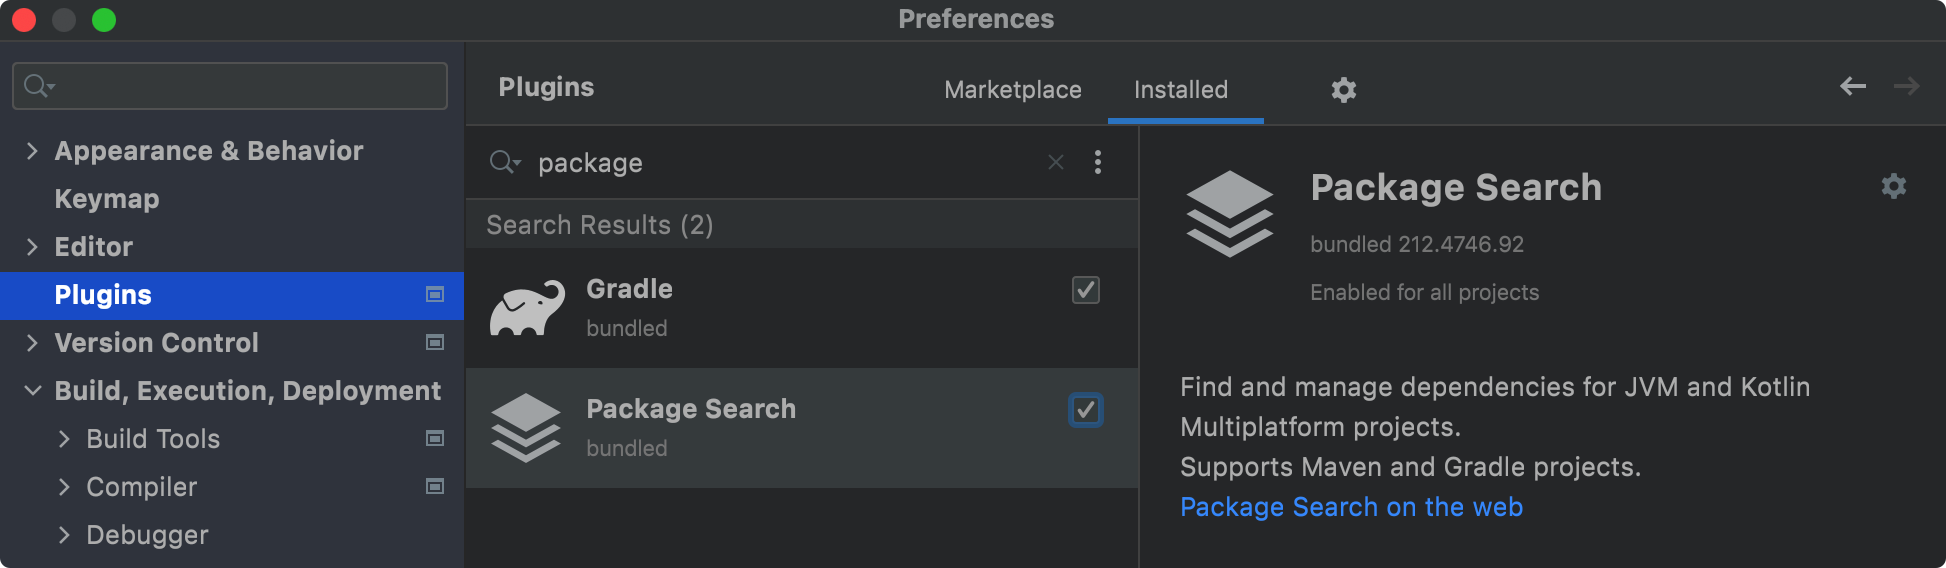 Preferences
Plugins
Marketplace
Installed
Appearance & Behavior
Keymap
Editor
Plugins
Version Control
Build, Execution, Deployment
Build Tools
Compiler
Debugger
package
Search Results (2)
Gradle
bundled
Package Search
bundled
Package Search
bundled 212.4746.92
Enabled for all projects
Find and manage dependencies for JVM and Kotlin
Multiplatform projects.
Supports Maven and Gradle projects.
Package Search on the web